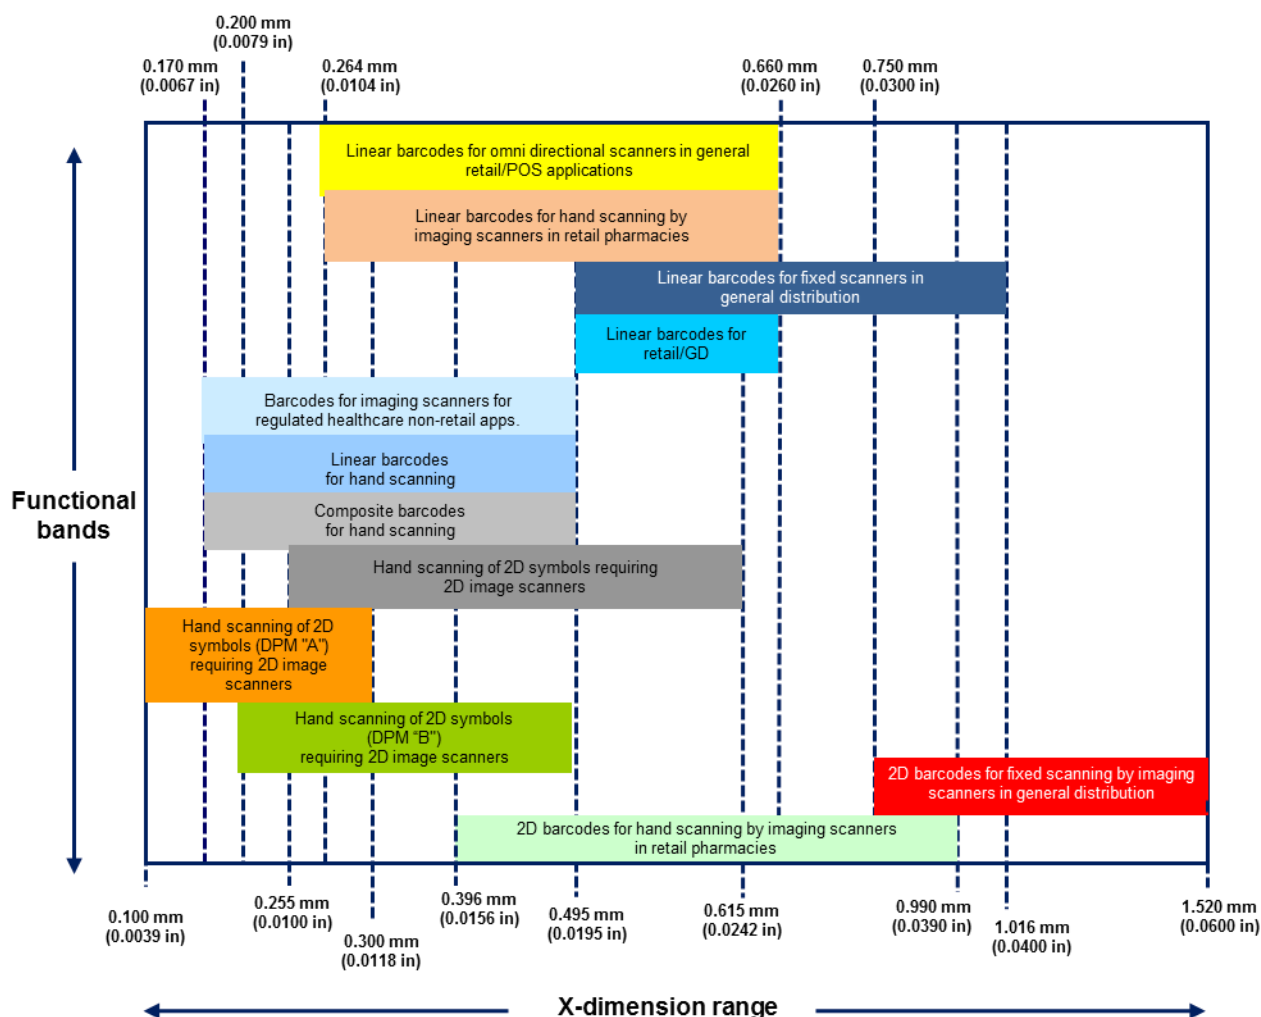 0.200 mm
(0.0079 in)
0.170 mm
(0.0067 in)
0.264 mm
(0.0104 in)
0.660 mm
(0.0260 in)
0.750 mm
(0.0300 in)
Linear barcodes for omni directional scanners in general
retail/POS applications
Linear barcodes for hand scanning by
imaging scanners in retail pharmacies
Linear barcodes for fixed scanners in
general distribution
Linear barcodes for
retail/GD
Barcodes for imaging scanners for
regulated healthcare non-retail apps.
Linear barcodes
for hand scanning
Functional
bands
Composite barcodes
for hand scanning
Hand scanning of 2D symbols requiring
2D image scanners
Hand scanning of 2D
symbols (DPM "A")
requiring 2D image
scanners
Hand scanning of 2D symbols
(DPM “B”)
requiring 2D image scanners
2D barcodes for fixed scanning by imaging
scanners in general distribution
2D barcodes for hand scanning by imaging scanners
in retail pharmacies
0.100 mm
(0.0039 in)
0.255 mm
(0.0100 in)
0.300 mm
(0.0118 in)
0.396 mm
(0.0156 in)
0.495 mm
(0.0195 in)
0.615 mm
(0.0242 in)
0.990 mm
(0.0390 in)
1.016 mm
(0.0400 in)
1.520 mm
(0.0600 in)
X-dimension range